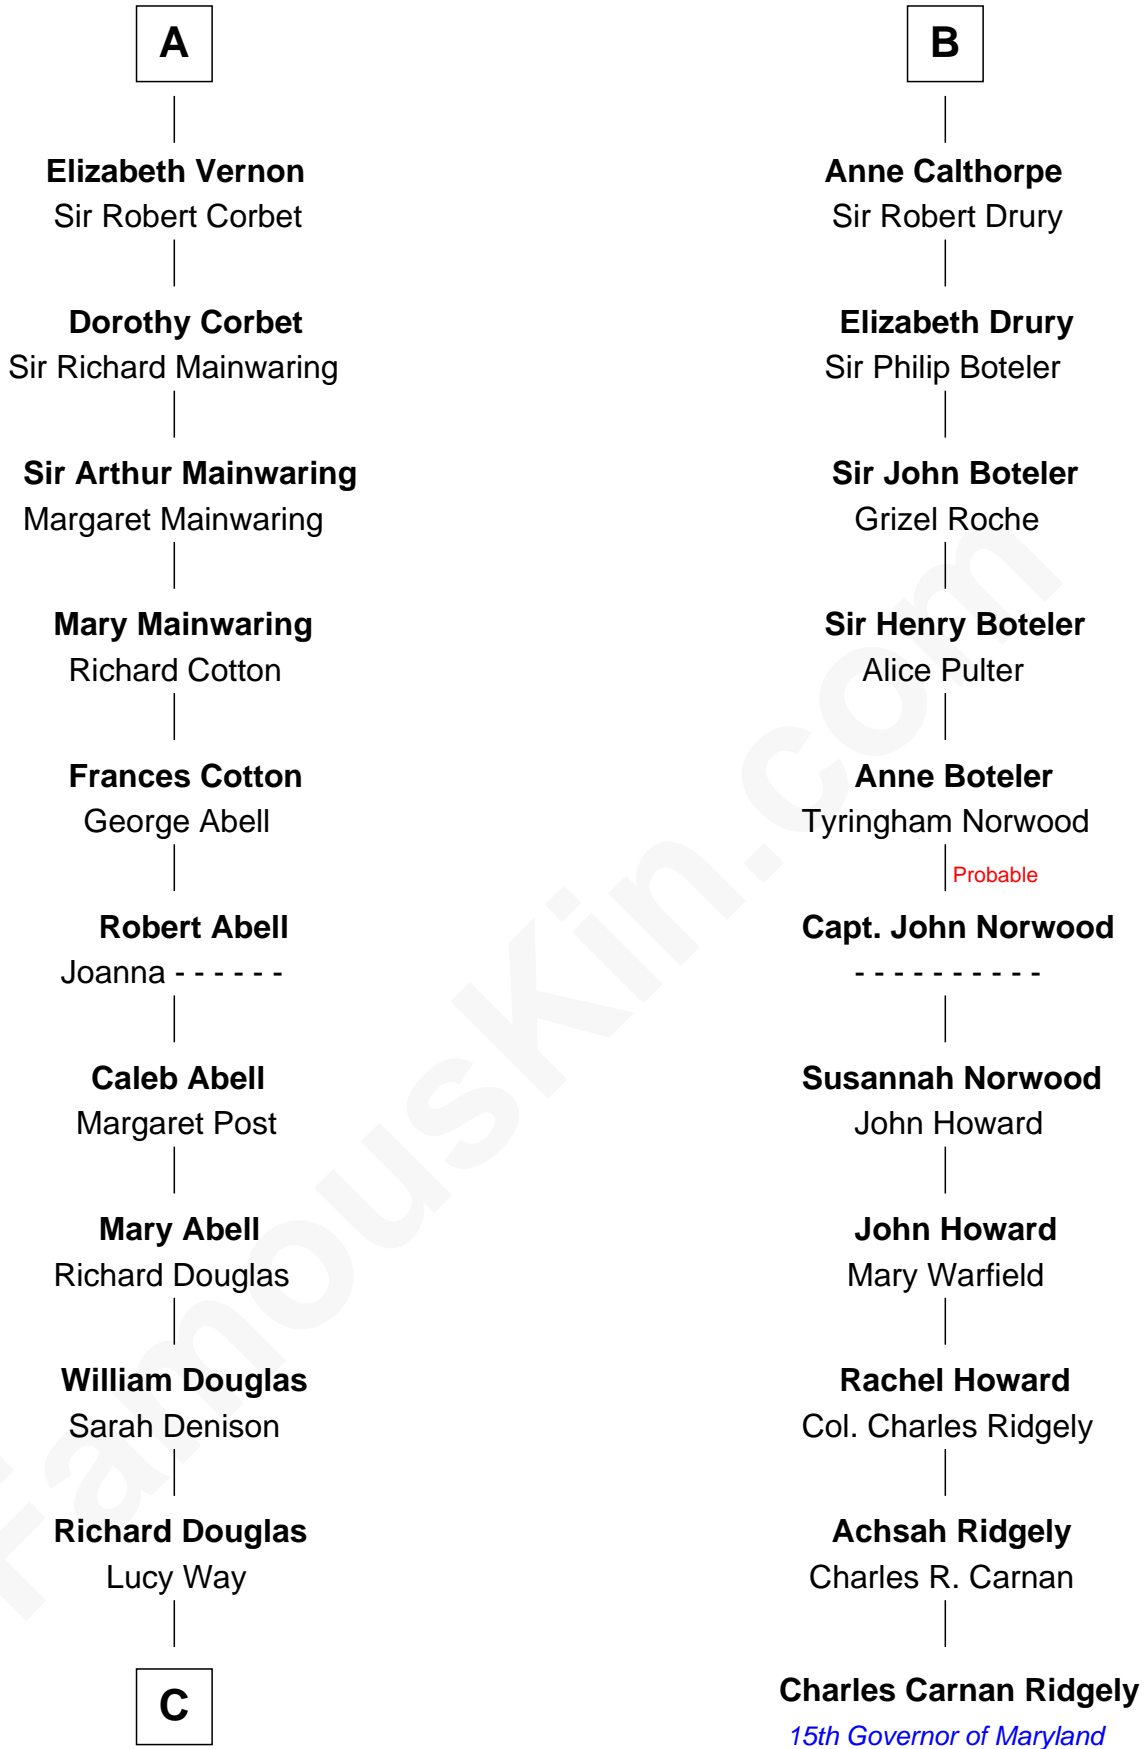 A
Elizabeth Vernon
Sir Robert Corbet
Dorothy Corbet
Sir Richard Mainwaring
Sir Arthur Mainwaring
Margaret Mainwaring
Mary Mainwaring
Richard Cotton
Frances Cotton
George Abell
Robert Abell
Joanna - - - - - -
Caleb Abell
Margaret Post
Mary Abell
Richard Douglas
William Douglas
Sarah Denison
Richard Douglas
Lucy Way
C
B
Anne Calthorpe
Sir Robert Drury
Elizabeth Drury
Sir Philip Boteler
Sir John Boteler
Grizel Roche
Sir Henry Boteler
Alice Pulter
Anne Boteler
Tyringham Norwood
Probable
Capt. John Norwood
- - - - - - - - - -
Susannah Norwood
John Howard
John Howard
Mary Warfield
Rachel Howard
Col. Charles Ridgely
Achsah Ridgely
Charles R. Carnan
Charles Carnan Ridgely
15th Governor of Maryland
FamousKin.com